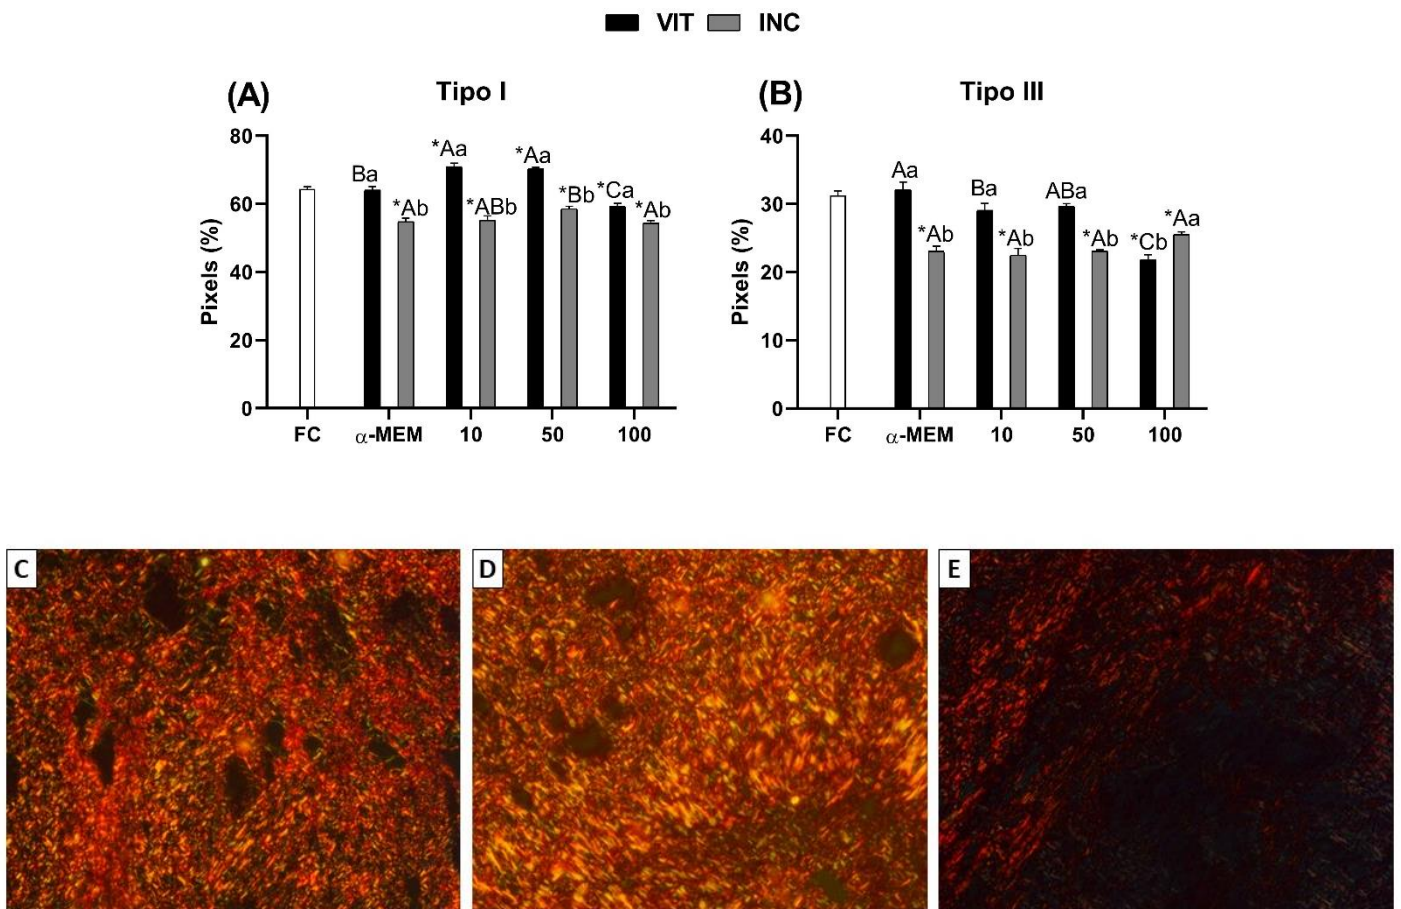 VIT INC
(A) Tipo I
Pixels (%)
80
60
40
20
0
Ba
*Ab
*Aa
*ABb
*Aa
*Bb
*Ca
*Ab
FC α-MEM 10 50 100
(B) Tipo III
Pixels (%)
40
30
20
10
0
Aa
*Ab
Ba
*Ab
ABa
*Ab
*Cb
*Aa
FC α-MEM 10 50 100
C
D
E